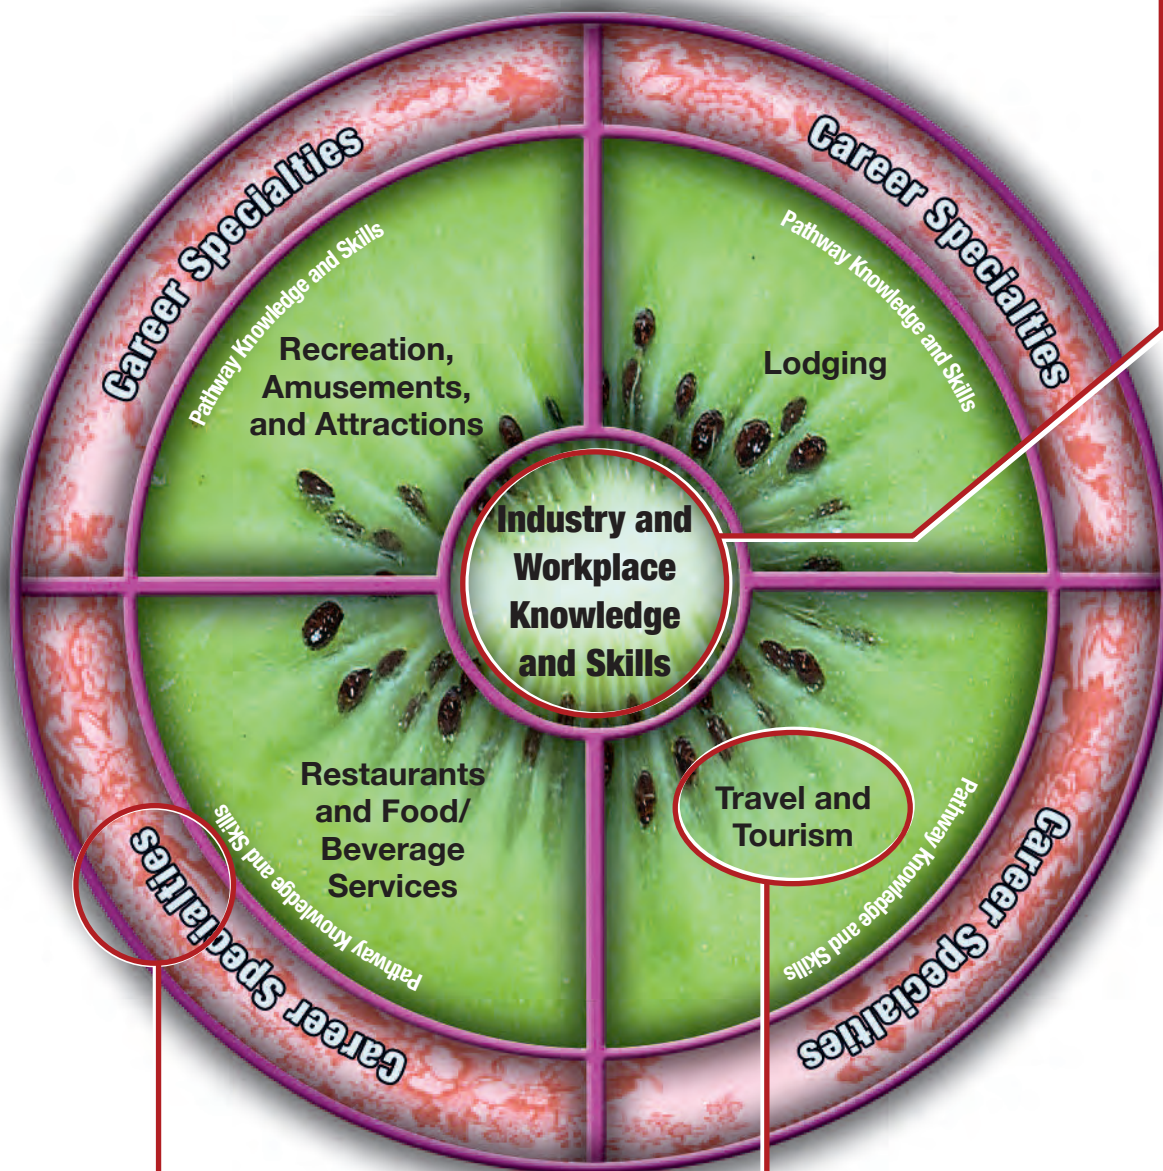 Career Specialties
Career Specialties
Pathway Knowledge and Skills
Pathway Knowledge and Skills
Recreation,
Amusements,
and Attractions
Lodging
Industry and
Workplace
Knowledge
and Skills
Restaurants
and Food/
Beverage
Services
Travel and
Tourism
Pathway Knowledge and Skills
Pathway Knowledge and Skills
Career Specialties
Career Specialties